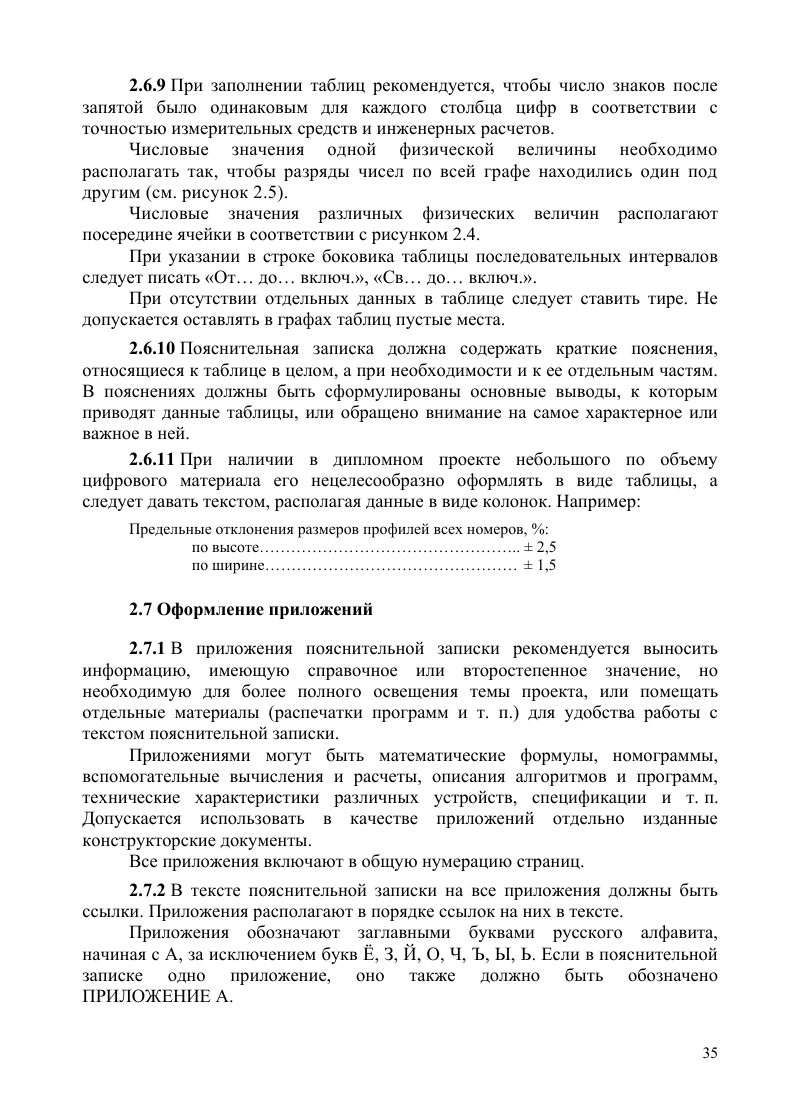 2.6.9 При заполнении таблиц рекомендуется, чтобы число знаков после
запятой было одинаковым для каждого столбца цифр в соответствии с
точностью измерительных средств и инженерных расчетов.
Числовые значения одной физической величины необходимо
располагать так, чтобы разряды чисел по всей графе находились один под
другим (см. рисунок 2.5).
Числовые значения различных физических величин располагают
посередине ячейки в соответствии с рисунком 2.4.
При указании в строке боковика таблицы последовательных интервалов
следует писать «От… до… включ.», «Св… до… включ.».
При отсутствии отдельных данных в таблице следует ставить тире. Не
допускается оставлять в графах таблиц пустые места.
2.6.10 Пояснительная записка должна содержать краткие пояснения,
относящиеся к таблице в целом, а при необходимости и к ее отдельным частям.
В пояснениях должны быть сформулированы основные выводы, к которым
приводят данные таблицы, или обращено внимание на самое характерное или
важное в ней.
2.6.11 При наличии в дипломном проекте небольшого по объему
цифрового материала его нецелесообразно оформлять в виде таблицы, а
следует давать текстом, располагая данные в виде колонок. Например:
Предельные отклонения размеров профилей всех номеров, %:
по высоте………………………………………….. ± 2,5
по ширине………………………………………… ± 1,5
2.7 Оформление приложений
2.7.1 В приложения пояснительной записки рекомендуется выносить
информацию, имеющую справочное или второстепенное значение, но
необходимую для более полного освещения темы проекта, или помещать
отдельные материалы (распечатки программ и т. п.) для удобства работы с
текстом пояснительной записки.
Приложениями могут быть математические формулы, номограммы,
вспомогательные вычисления и расчеты, описания алгоритмов и программ,
технические характеристики различных устройств, спецификации и т. п.
Допускается использовать в качестве приложений отдельно изданные
конструкторские документы.
Все приложения включают в общую нумерацию страниц.
2.7.2 В тексте пояснительной записки на все приложения должны быть
ссылки. Приложения располагают в порядке ссылок на них в тексте.
Приложения обозначают заглавными буквами русского алфавита,
начиная с А, за исключением букв Ё, З, Й, О, Ч, Ъ, Ы, Ь. Если в пояснительной
записке одно приложение, оно также должно быть обозначено
ПРИЛОЖЕНИЕ А.
35